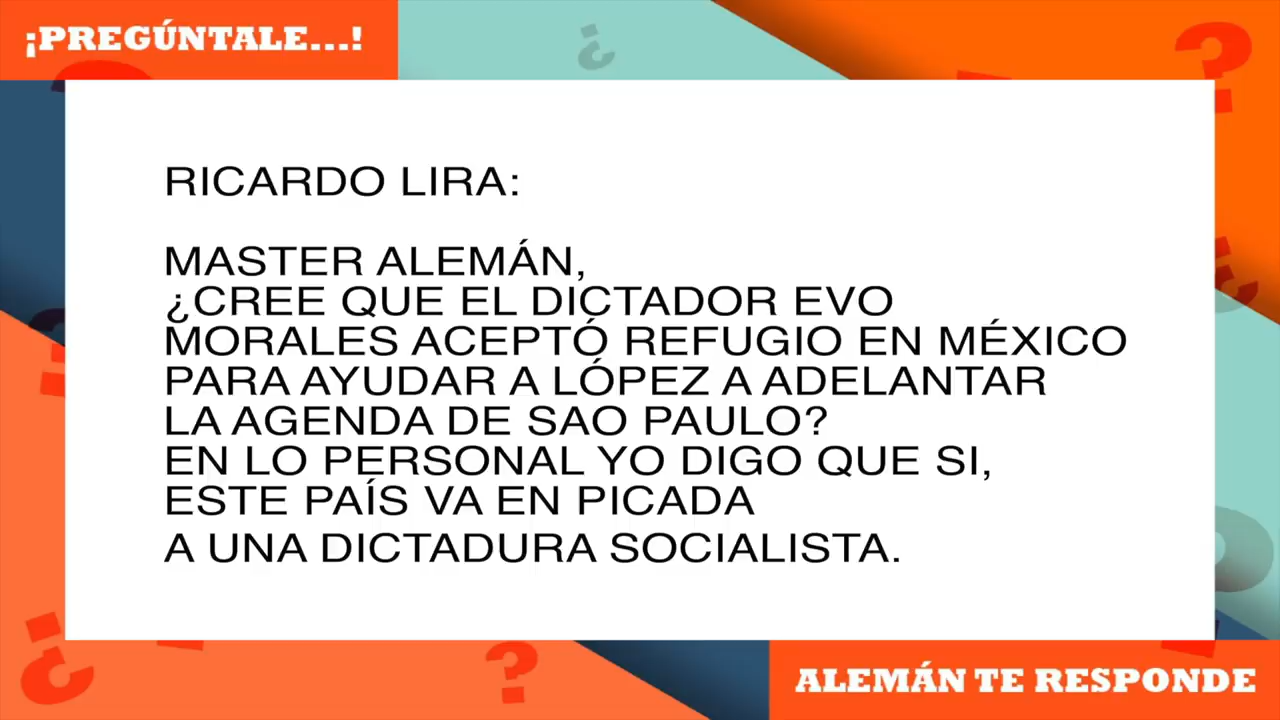 ¡PREGÚNTALE...!
RICARDO LIRA:
MASTER ALEMÁN,
¿CREE QUE EL DICTADOR EVO
MORALES ACEPTÓ REFUGIO EN MÉXICO
PARA AYUDAR A LÓPEZ A ADELANTAR
LA AGENDA DE SAO PAULO?
EN LO PERSONAL YO DIGO QUE SI,
ESTE PAÍS VA EN PICADA
A UNA DICTADURA SOCIALISTA.
ALEMÁN TE RESPONDE